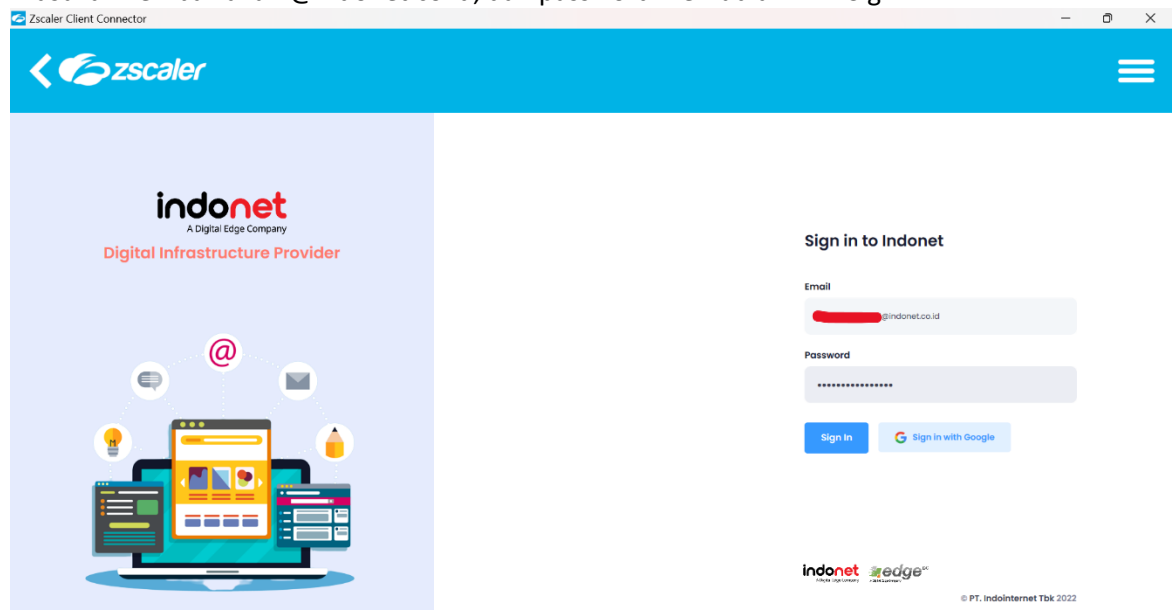 Zscaler Client Connector
zscaler
indonet
A Digital Edge Company
Digital Infrastructure Provider
@
M
Sign in to Indonet
Email
@indonet.co.id
Password
••••••••••••••••
Sign In
Sign in with Google
indonet
edge
© PT. Indointernet Tbk 2022